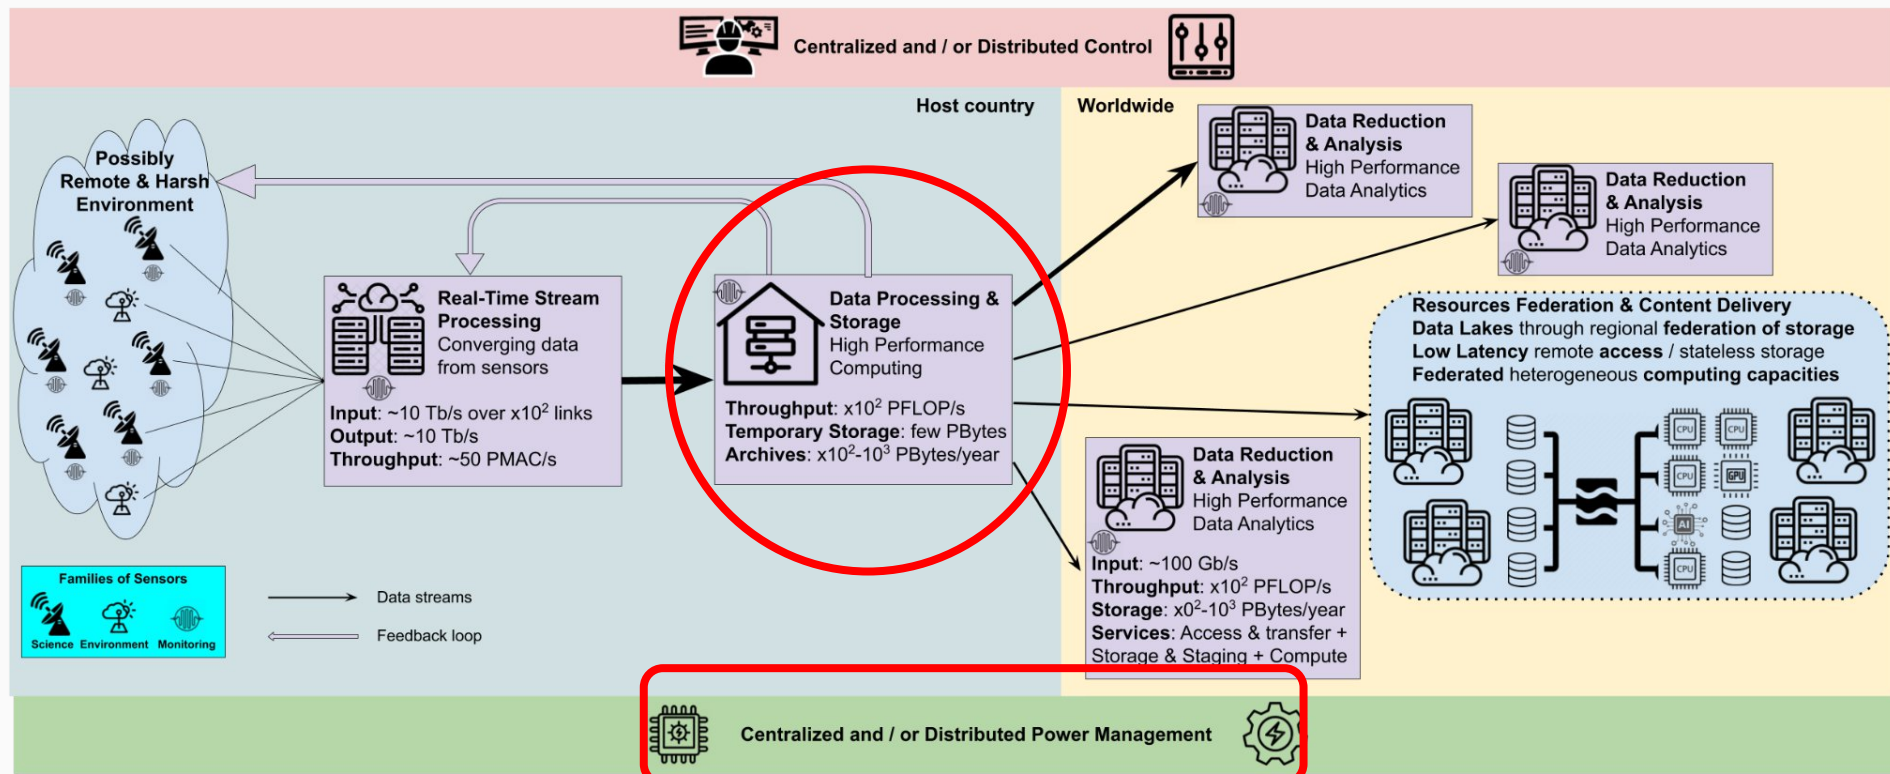 Centralized and / or Distributed Control
Host country
Worldwide
Possibly
Remote & Harsh
Environment
Real-Time Stream
Processing
Converging data
from sensors
Input: ~10 Tb/s over x10² links
Output: ~10 Tb/s
Throughput: ~50 PMAC/s
Data Processing &
Storage
High Performance
Computing
Throughput: x10² PFLOP/s
Temporary Storage: few PBytes
Archives: x10²-10³ PBytes/year
Data Reduction
& Analysis
High Performance
Data Analytics
Data Reduction
& Analysis
High Performance
Data Analytics
Resources Federation & Content Delivery
Data Lakes through regional federation of storage
Low Latency remote access / stateless storage
Federated heterogeneous computing capacities
CPU
CPU
CPU
GPU
AI
CPU
Data Reduction
& Analysis
High Performance
Data Analytics
Input: ~100 Gb/s
Throughput: x10² PFLOP/s
Storage: x0²-10³ PBytes/year
Services: Access & transfer +
Storage & Staging + Compute
Families of Sensors
Science Environment Monitoring
Data streams
Feedback loop
Centralized and / or Distributed Power Management